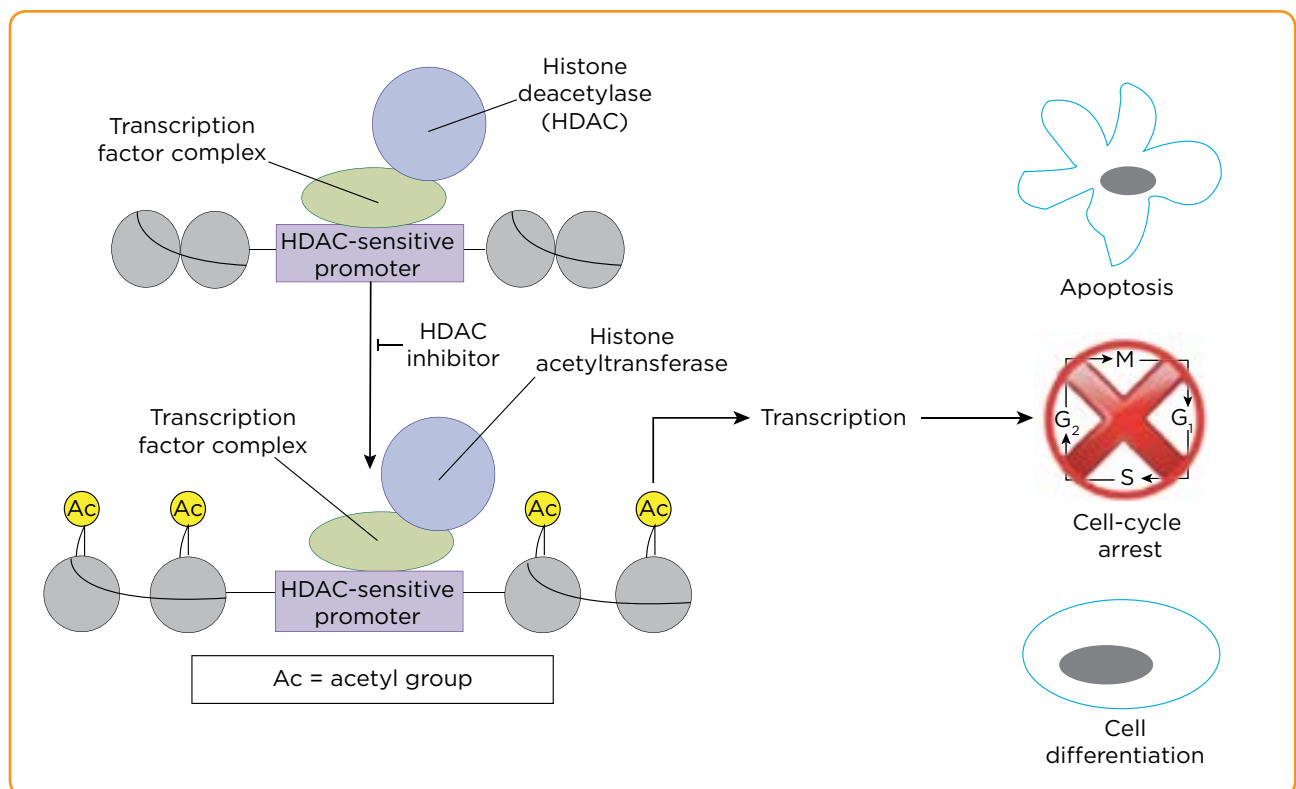 Histone
deacetylase
(HDAC)
Transcription
factor complex
HDAC-sensitive
promoter
HDAC
inhibitor
Histone
acetyltransferase
Transcription
factor complex
Ac
Ac
Ac
Ac
HDAC-sensitive
promoter
Ac = acetyl group
Transcription
Apoptosis
M
G₂
G₁
S
Cell-cycle
arrest
Cell
differentiation